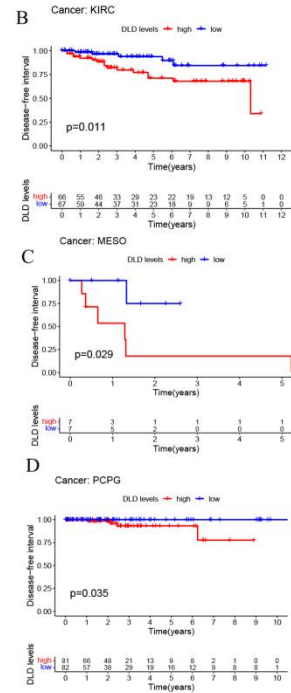 B
Cancer: KIRC
DLD levels high low
Disease-free interval
1.00
0.75
0.50
0.25
0.00
p=0.011
0 1 2 3 4 5 6 7 8 9 10 11 12
Time(years)
DLD levels
high 66 55 46 33 29 23 22 19 13 12 5 0 0
low 67 59 44 37 31 23 18 9 9 6 5 1 0
0 1 2 3 4 5 6 7 8 9 10 11 12
Time(years)
C
Cancer: MESO
DLD levels high low
Disease-free interval
1.00
0.75
0.50
0.25
0.00
p=0.029
0 1 2 3 4 5
Time(years)
DLD levels
high 7 3 1 1 1 1
low 7 5 2 0 0 0
0 1 2 3 4 5
Time(years)
D
Cancer: PCPG
DLD levels high low
Disease-free interval
1.00
0.75
0.50
0.25
0.00
p=0.035
0 1 2 3 4 5 6 7 8 9 10
Time(years)
DLD levels
high 81 66 48 21 13 9 8 2 1 0 0
low 82 57 38 29 19 16 12 9 8 8 1
0 1 2 3 4 5 6 7 8 9 10
Time(years)